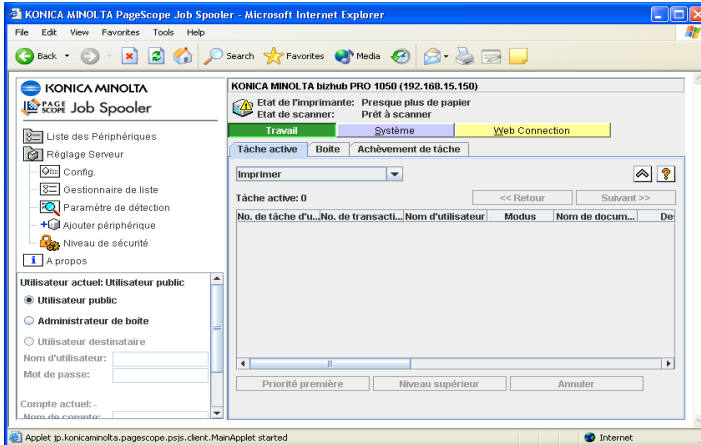 KONICA MINOLTA PageScope Job Spooler - Microsoft Internet Explorer
File Edit View Favorites Tools Help
Back Search Favorites Media
KONICA MINOLTA
PAGE SCOPE Job Spooler
Liste des Périphériques
Réglage Serveur
Config.
Gestionnaire de liste
Paramètre de détection
Ajouter périphérique
Niveau de sécurité
A propos
Utilisateur actuel: Utilisateur public
Utilisateur public
Administrateur de boîte
Utilisateur destinataire
Nom d'utilisateur:
Mot de passe:
Compte actuel: -
Nom de compte:
KONICA MINOLTA bizhub PRO 1050 (192.168.15.150)
Etat de l'imprimante: Presque plus de papier
Etat de scanner: Prêt à scanner
Travail Système Web Connection
Tâche active Boîte Achèvement de tâche
Imprimer
Tâche active: 0 << Retour Suivant >>
No. de tâche d'u... No. de transacti... Nom d'utilisateur Modus Nom de docum... De
Priorité première Niveau supérieur Annuler
Applet jp.konicaminolta.pagescope.psjs.client.MainApplet started Internet